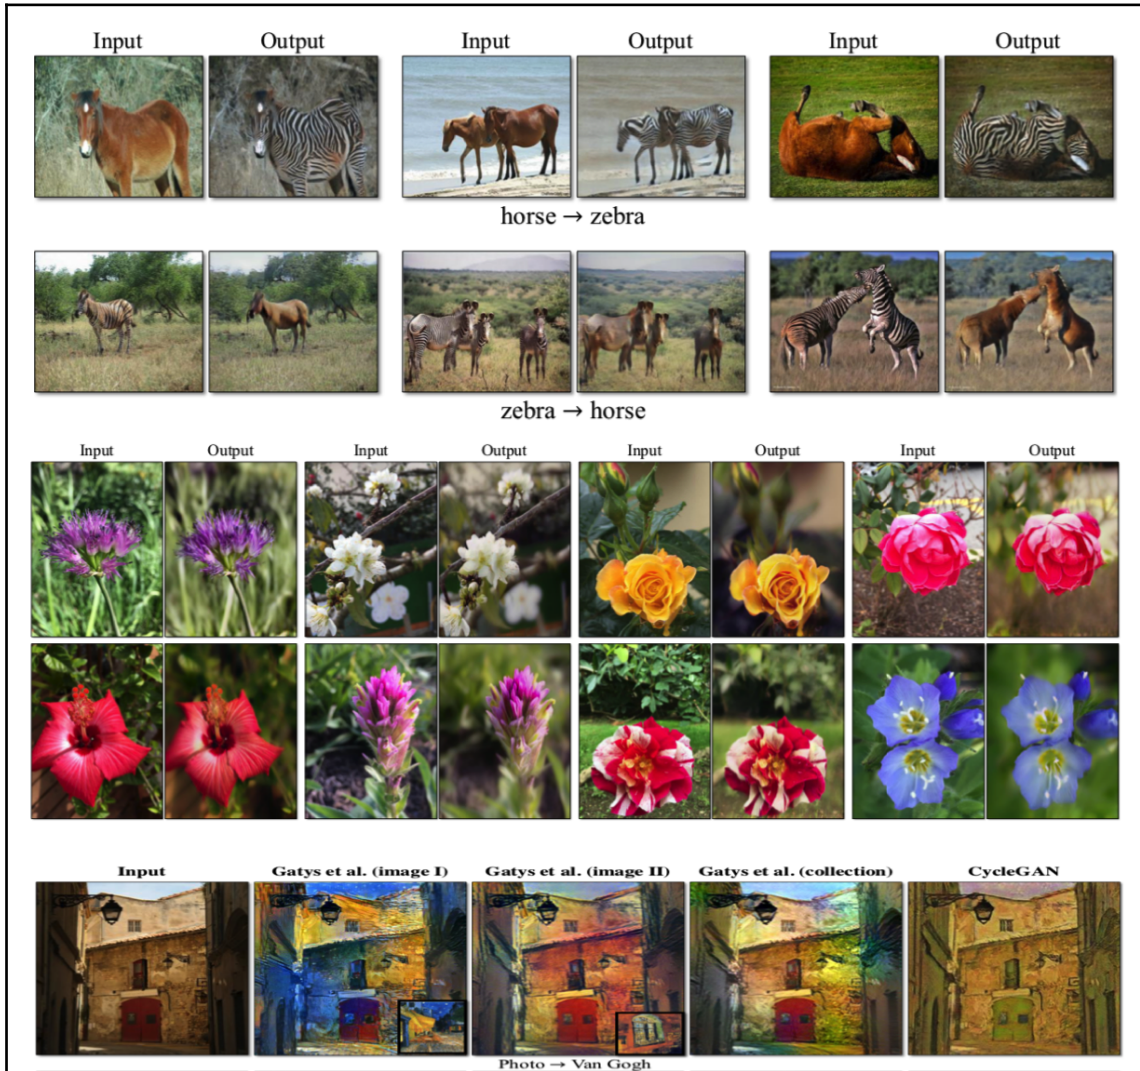 Input Output Input Output Input Output
horse → zebra
zebra → horse
Input Output Input Output Input Output Input Output
Input Gatys et al. (image I) Gatys et al. (image II) Gatys et al. (collection) CycleGAN
Photo → Van Gogh